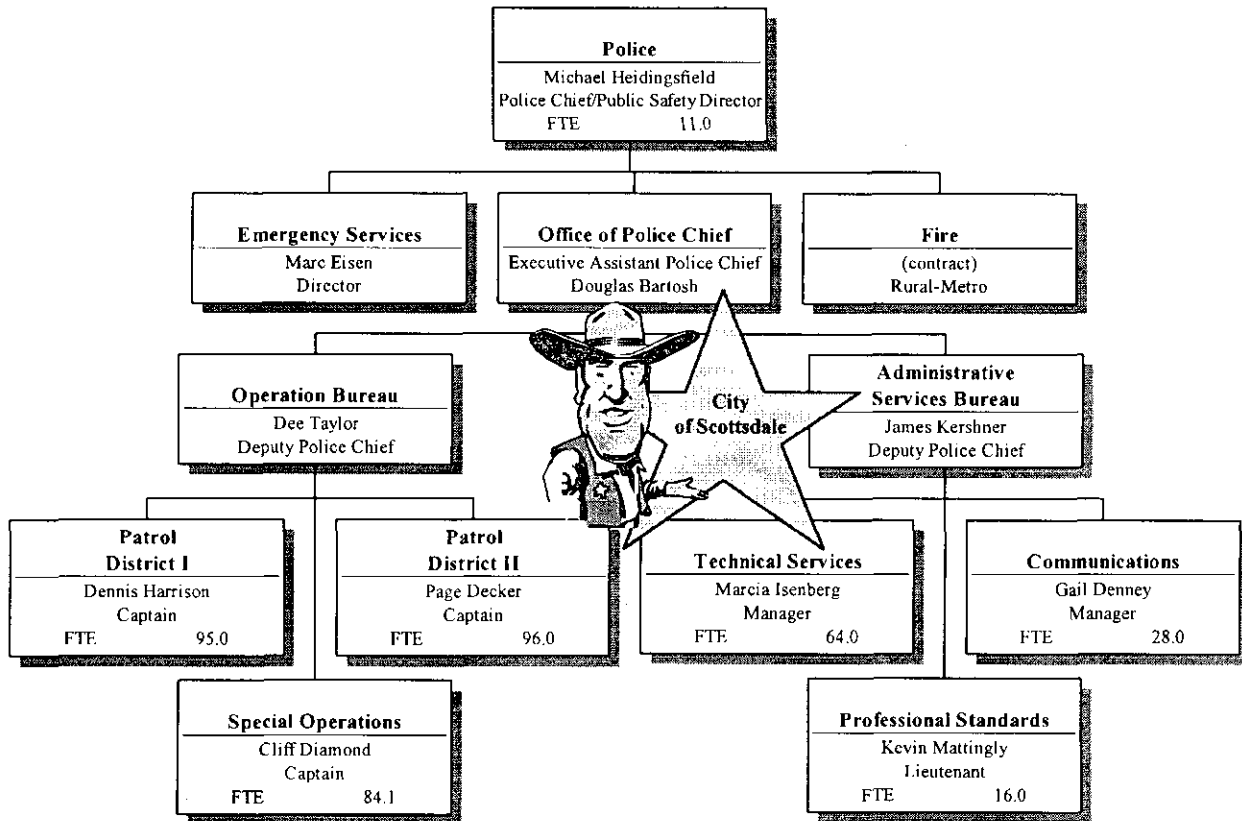 Police
Michael Heidingsfield
Police Chief/Public Safety Director
FTE 11.0
Emergency Services
Marc Eisen
Director
Office of Police Chief
Executive Assistant Police Chief
Douglas Bartosh
Fire
(contract)
Rural-Metro
Operation Bureau
Dee Taylor
Deputy Police Chief
City
of Scottsdale
Administrative
Services Bureau
James Kershner
Deputy Police Chief
Patrol
District I
Dennis Harrison
Captain
FTE 95.0
Patrol
District II
Page Decker
Captain
FTE 96.0
Technical Services
Marcia Isenberg
Manager
FTE 64.0
Communications
Gail Denney
Manager
FTE 28.0
Special Operations
Cliff Diamond
Captain
FTE 84.1
Professional Standards
Kevin Mattingly
Lieutenant
FTE 16.0